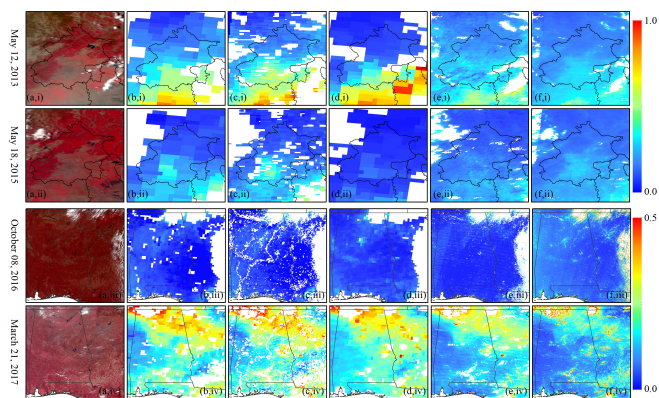 May 12, 2013
(a,i)
(b,i)
(c,i)
(d,i)
(e,i)
(f,i)
1.0
May 18, 2015
(a,ii)
(b,ii)
(c,ii)
(d,ii)
(e,ii)
(f,ii)
0.0
October 08, 2016
(a,iii)
(b,iii)
(c,iii)
(d,iii)
(e,iii)
(f,iii)
0.5
March 21, 2017
(a,iv)
(b,iv)
(c,iv)
(d,iv)
(e,iv)
(f,iv)
0.0